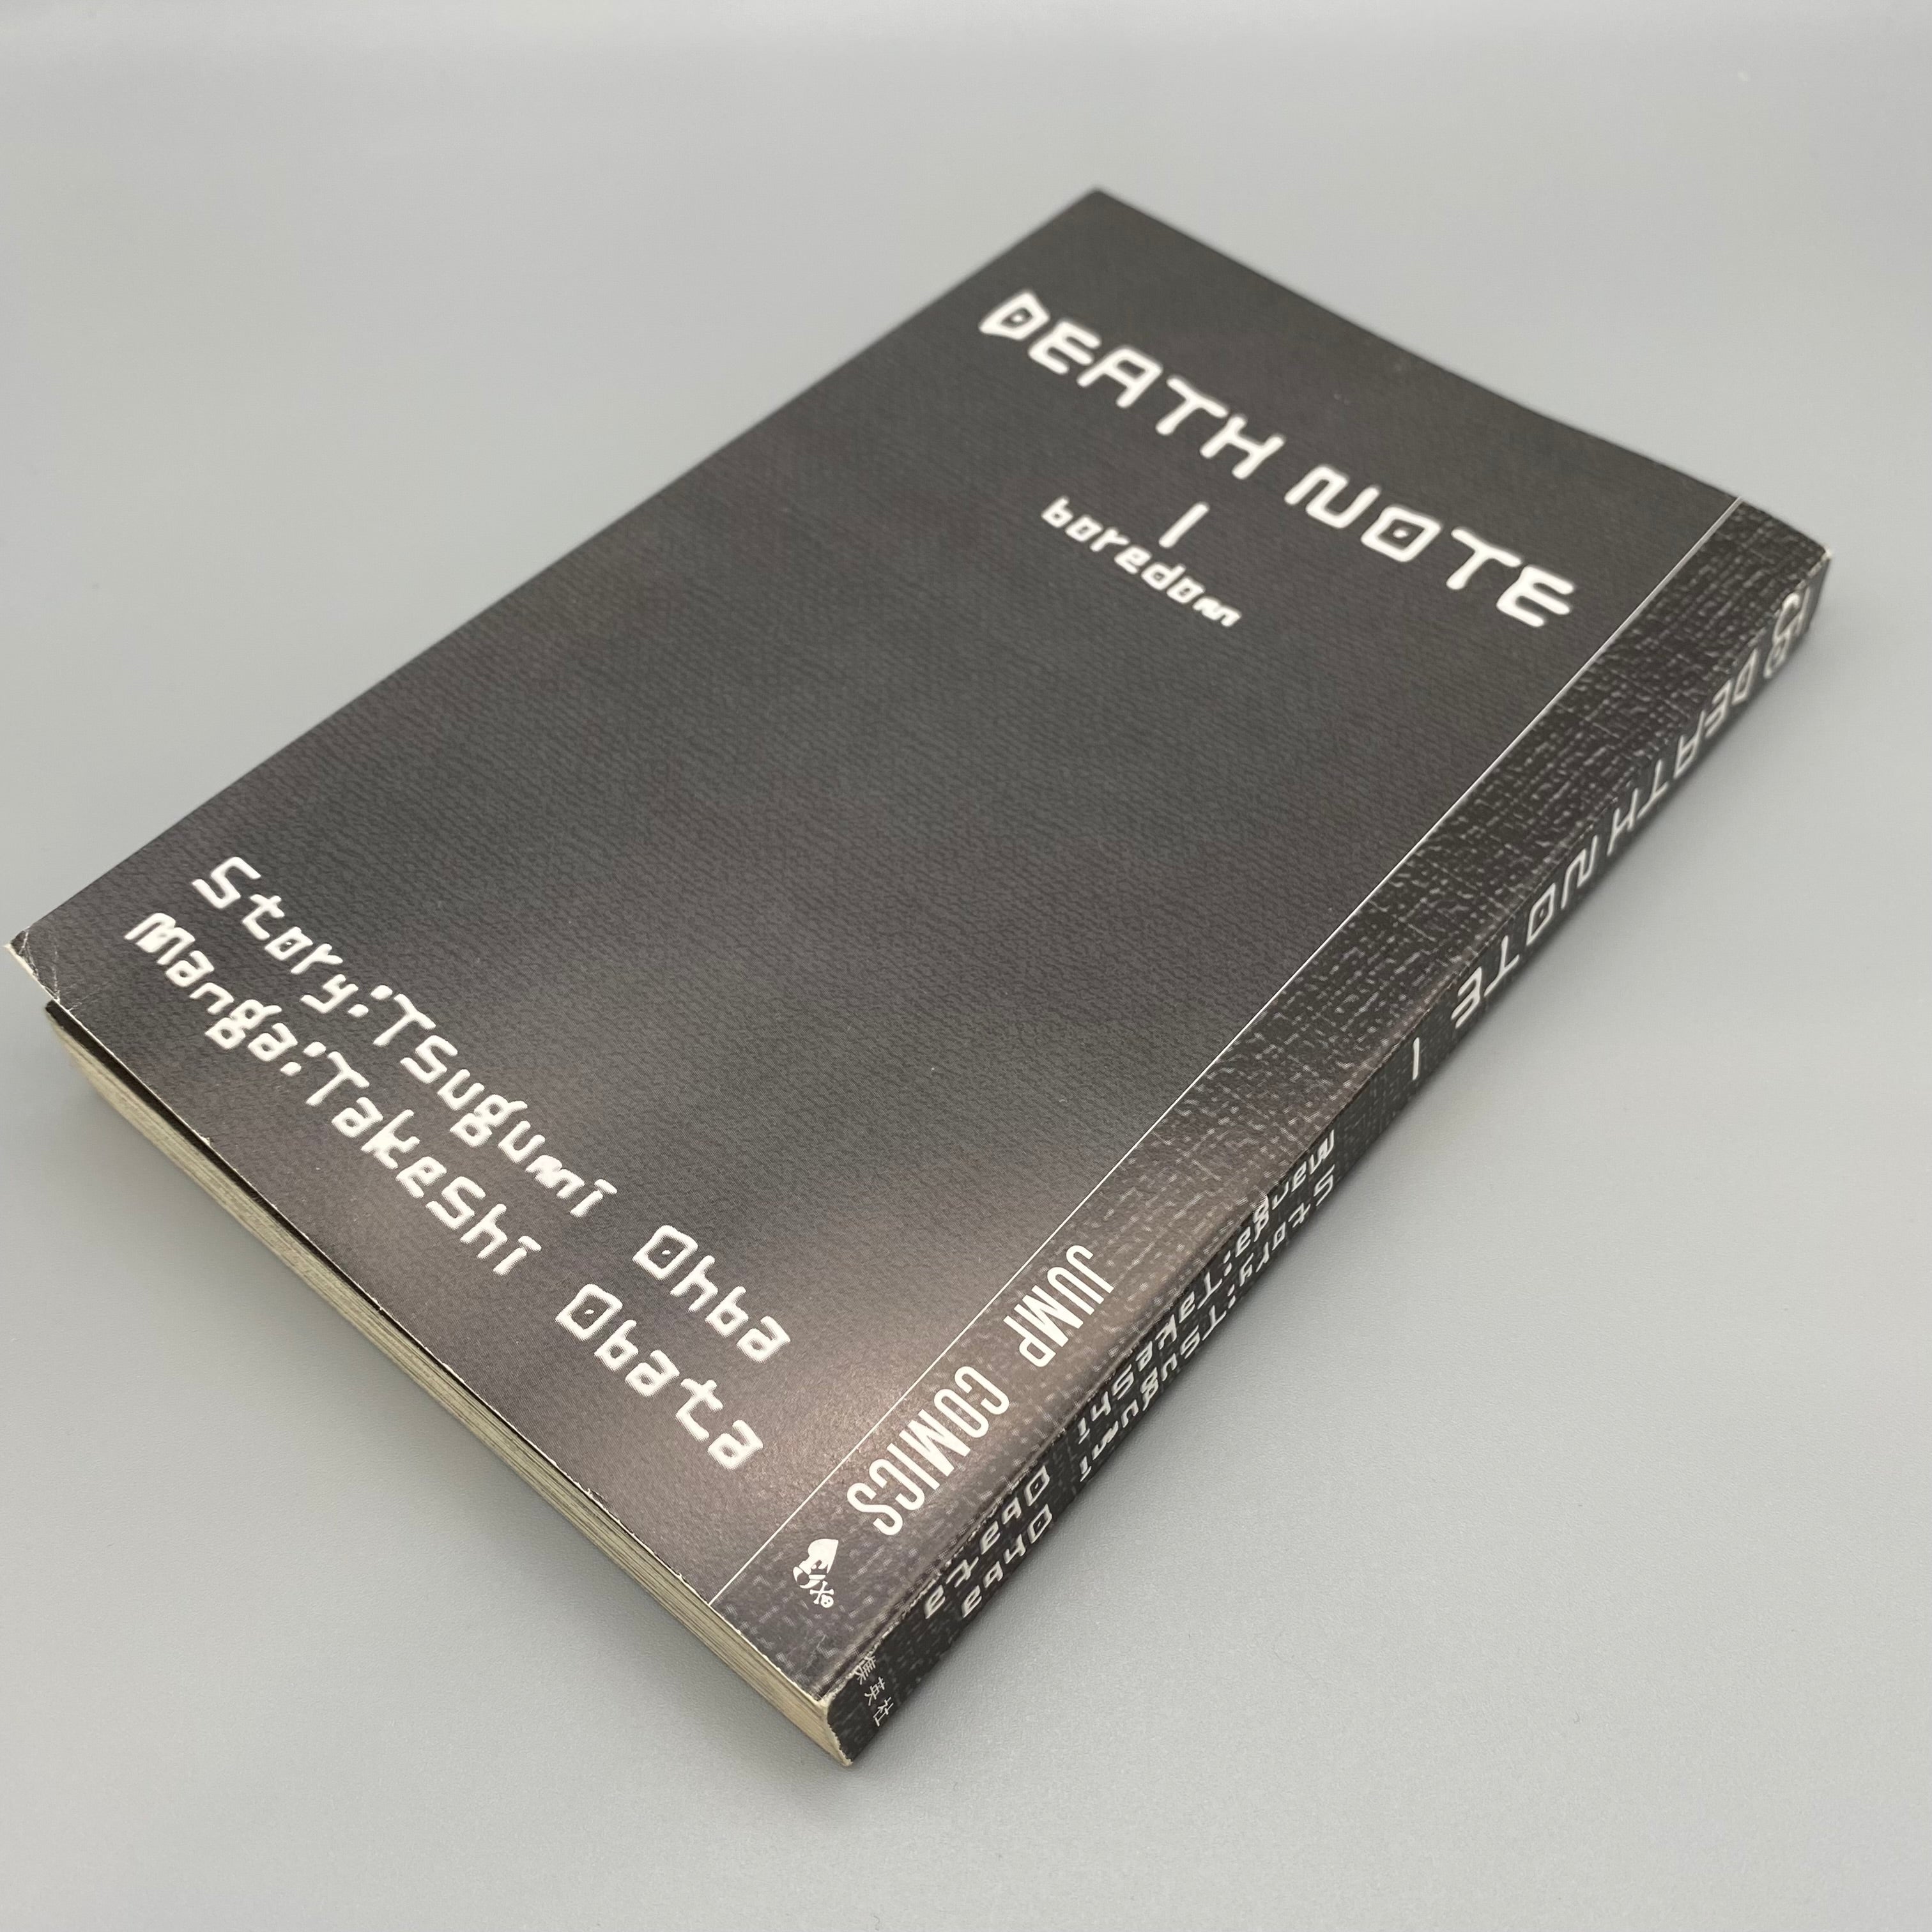 DEATH NOTE
1
boredom
Story:Tsugumi Ohba
Manga:Takeshi Obata
JUMP COMICS
DEATH NOTE 1
Story:Tsugumi Ohba
Manga:Takeshi Obata
集英社